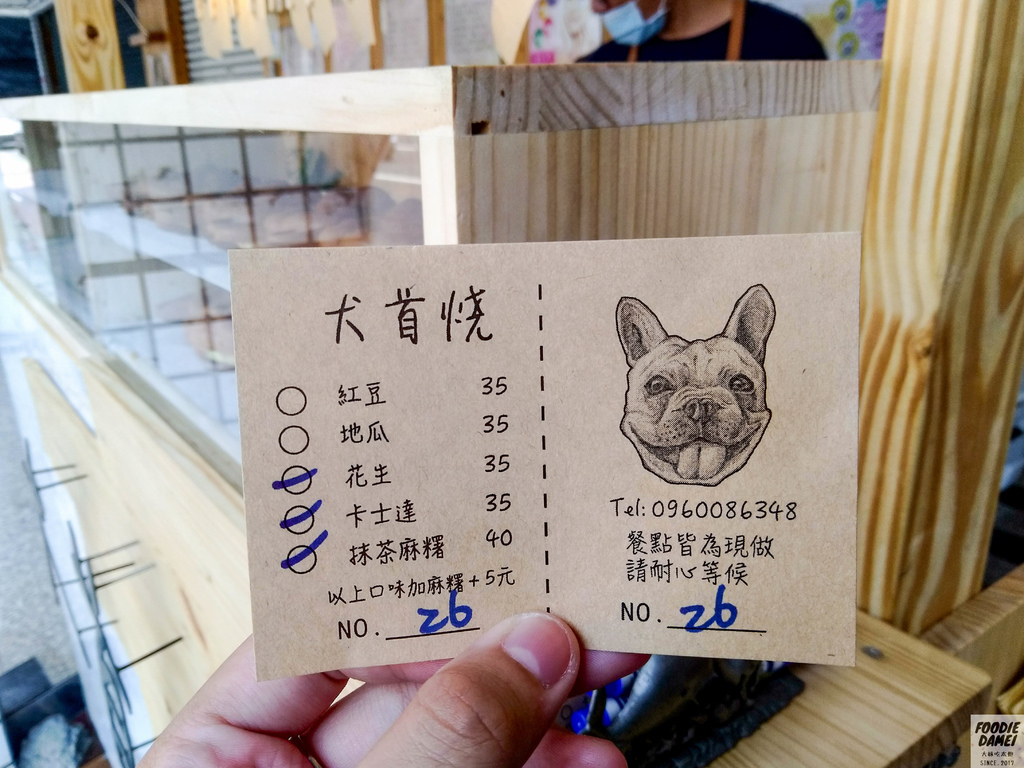 犬首燒
紅豆 35
地瓜 35
花生 35
卡士達 35
抹茶麻糬 40
以上口味加麻糬+5元
NO. 26
Tel: 0960086348
餐點皆為現做
請耐心等候
NO. 26
FOODIE
DAMEI
SINCE.2017